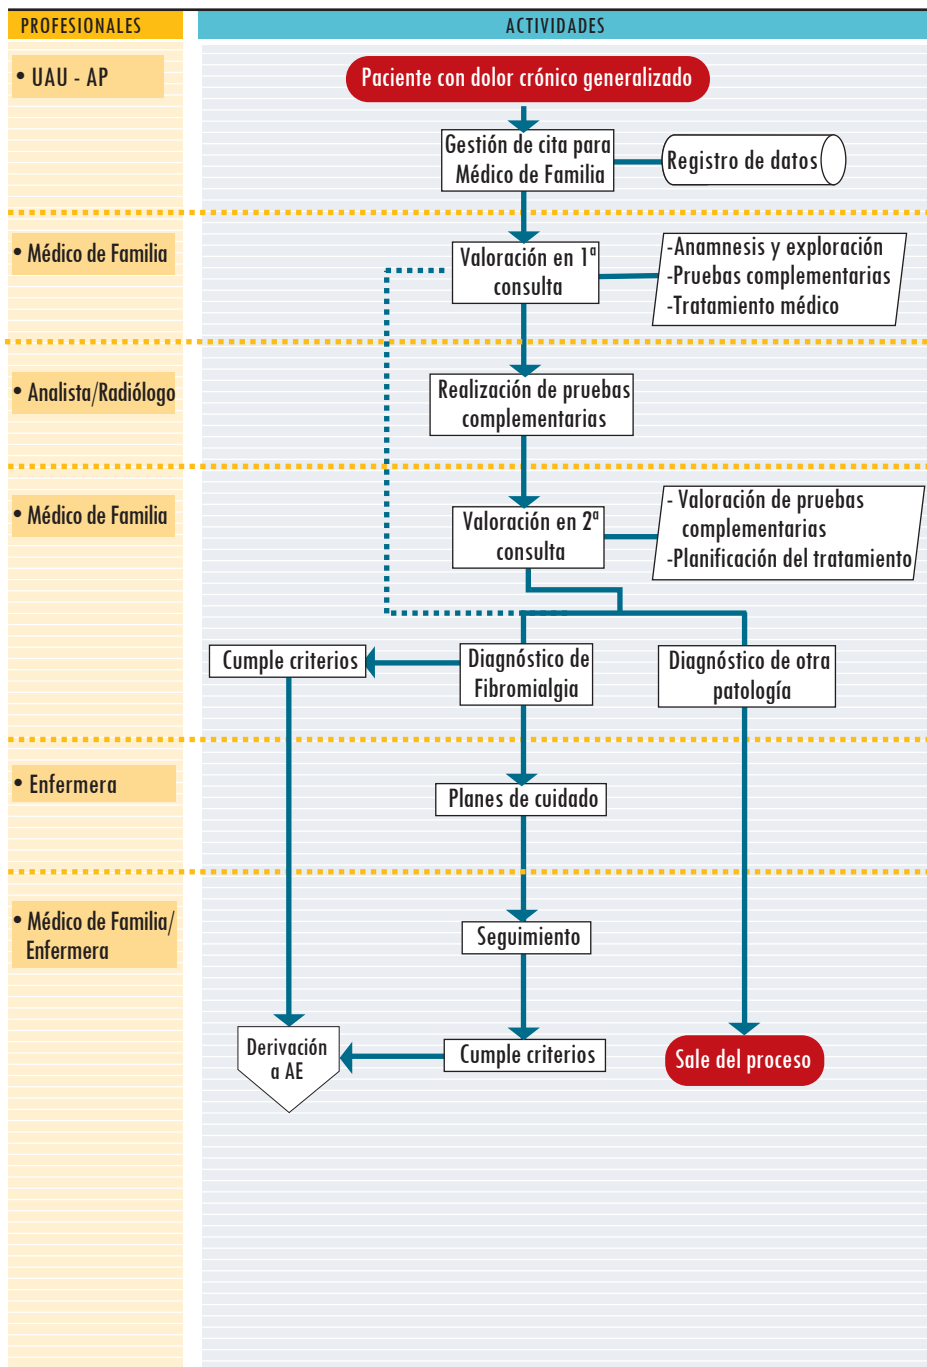 PROFESIONALES
ACTIVIDADES
• UAU - AP
Paciente con dolor crónico generalizado
Gestión de cita para
Médico de Familia
Registro de datos
• Médico de Familia
Valoración en 1ª
consulta
-Anamnesis y exploración
-Pruebas complementarias
-Tratamiento médico
• Analista/Radiólogo
Realización de pruebas
complementarias
• Médico de Familia
Valoración en 2ª
consulta
- Valoración de pruebas
complementarias
-Planificación del tratamiento
Cumple criterios
Diagnóstico de
Fibromialgia
Diagnóstico de otra
patología
• Enfermera
Planes de cuidado
• Médico de Familia/
Enfermera
Seguimiento
Derivación
a AE
Cumple criterios
Sale del proceso